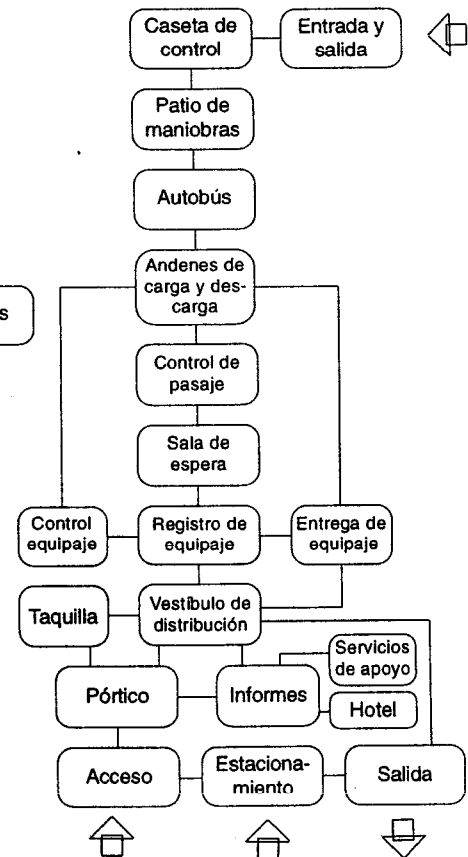 Caseta de
control
Entrada y
salida
Patio de
maniobras
Autobús
Andenes de
carga y des-
carga
s
Control de
pasaje
Sala de
espera
Control
equipaje
Registro de
equipaje
Entrega de
equipaje
Taquilla
Vestíbulo de
distribución
Servicios
de apoyo
Pórtico
Informes
Hotel
Acceso
Estaciona-
miento
Salida